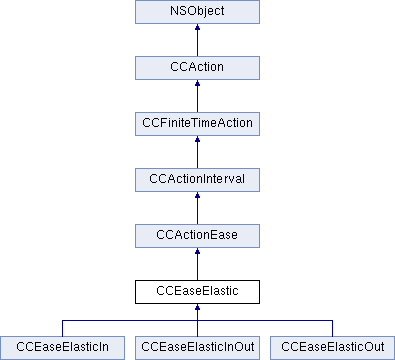 NSObject
CCAction
CCFiniteTimeAction
CCActionInterval
CCActionEase
CCEaseElastic
CCEaseElasticIn
CCEaseElasticInOut
CCEaseElasticOut